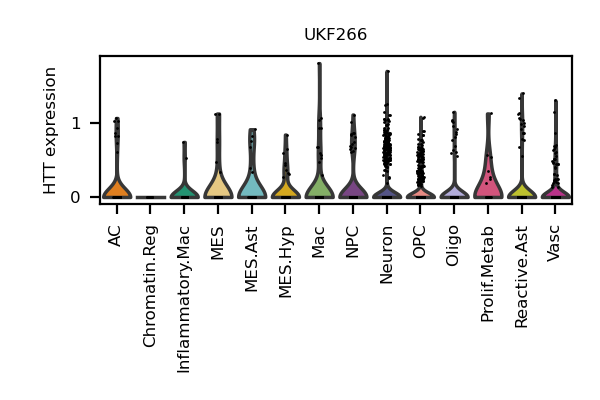 UKF266
HTT expression
1
0
AC
Chromatin.Reg
Inflammatory.Mac
MES
MES.Ast
MES.Hyp
Mac
NPC
Neuron
OPC
Oligo
Prolif.Metab
Reactive.Ast
Vasc